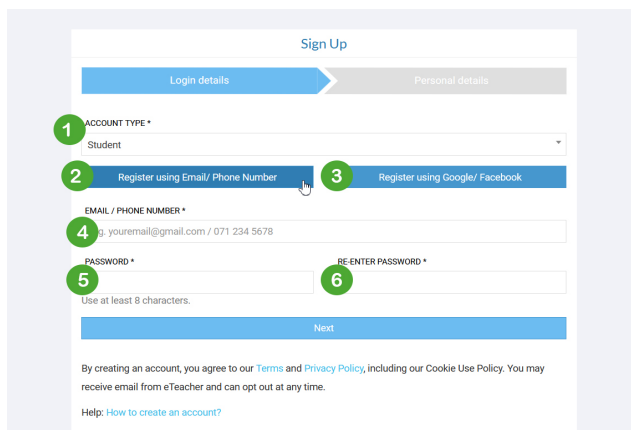 Sign Up
Login details
Personal details
1
ACCOUNT TYPE *
Student
2
Register using Email/ Phone Number
3
Register using Google/ Facebook
EMAIL / PHONE NUMBER *
4
g. youremail@gmail.com / 071 234 5678
PASSWORD *
RE-ENTER PASSWORD *
5
6
Use at least 8 characters.
Next
By creating an account, you agree to our Terms and Privacy Policy, including our Cookie Use Policy. You may
receive email from eTeacher and can opt out at any time.
Help: How to create an account?